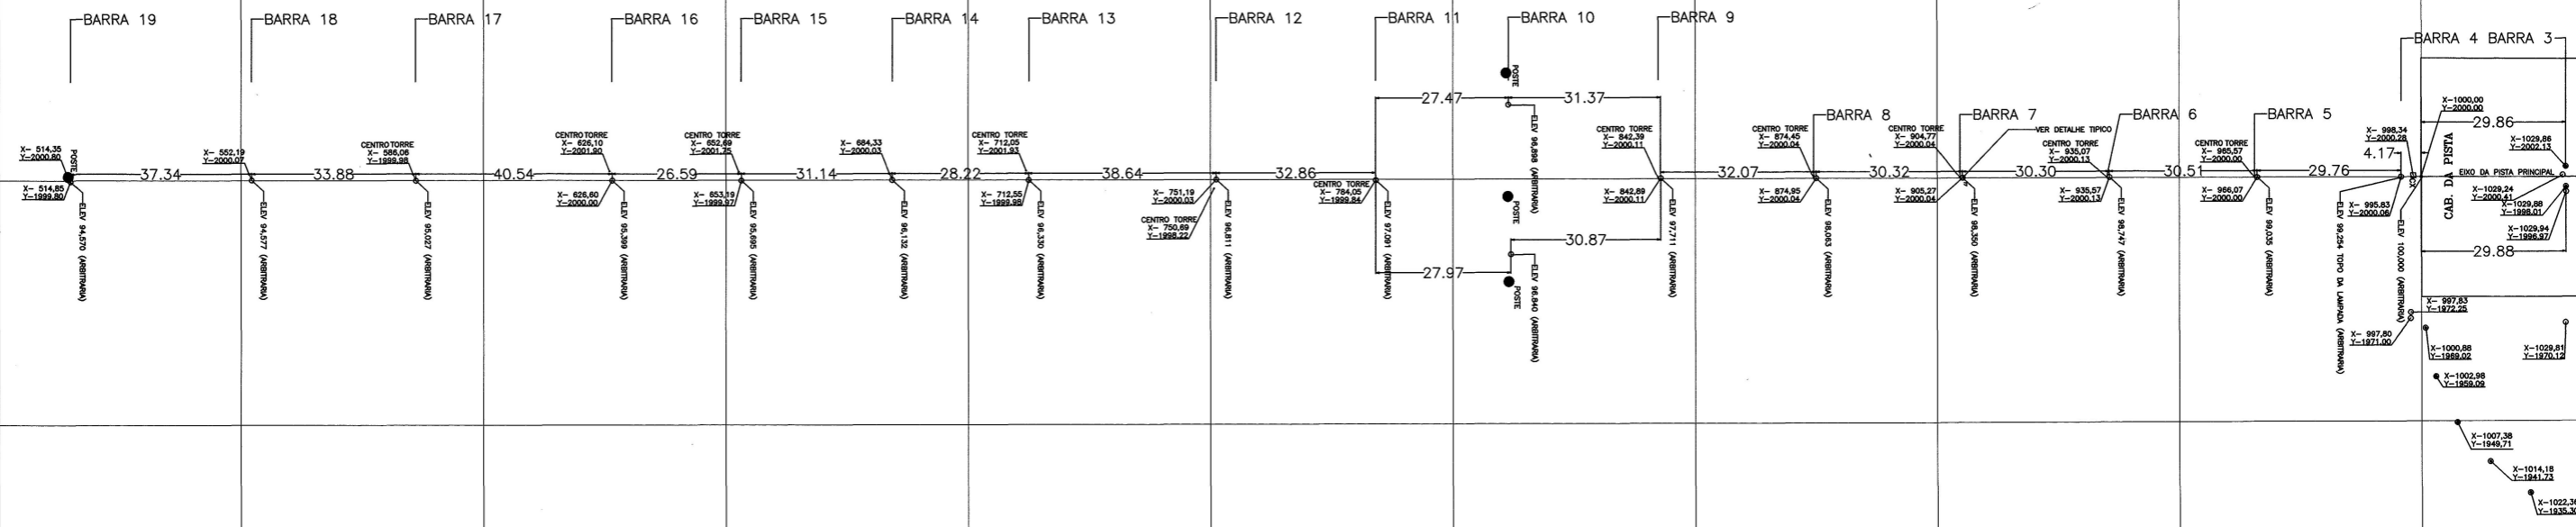 BARRA 19
BARRA 18
BARRA 17
BARRA 16
BARRA 15
BARRA 14
BARRA 13
BARRA 12
BARRA 11
BARRA 10
BARRA 9
BARRA 4 BARRA 3
BARRA 8
BARRA 7
BARRA 6
BARRA 5
X- 514,35
Y-2000.80
POSTE
X- 514,85
Y-1999.80
ELEV 94,570 (ARBITRARIA)
37.34
X- 552,19
Y-2000.07
ELEV 94,577 (ARBITRARIA)
33.88
CENTRO TORRE
X- 586,06
Y-1999.98
ELEV 95,027 (ARBITRARIA)
40.54
CENTRO TORRE
X- 626,10
Y-2001.90
X- 626,60
Y-2000.00
ELEV 95,399 (ARBITRARIA)
26.59
CENTRO TORRE
X- 652,69
Y-2001.75
X- 653,19
Y-1999.97
ELEV 95,695 (ARBITRARIA)
31.14
X- 684,33
Y-2000.03
ELEV 96,132 (ARBITRARIA)
28.22
CENTRO TORRE
X- 712,05
Y-2001.93
X- 712,55
Y-1999.98
ELEV 96,330 (ARBITRARIA)
38.64
X- 751,19
Y-2000.03
CENTRO TORRE
X- 750,69
Y-1998.22
ELEV 96,811 (ARBITRARIA)
32.86
CENTRO TORRE
X- 784,05
Y-1999.84
ELEV 97,091 (ARBITRARIA)
27.47
31.37
POSTE
ELEV 96,898 (ARBITRARIA)
POSTE
30.87
27.97
POSTE
ELEV 96,840 (ARBITRARIA)
CENTRO TORRE
X- 842,39
Y-2000.11
X- 842,89
Y-2000.11
ELEV 97,711 (ARBITRARIA)
32.07
CENTRO TORRE
X- 874,45
Y-2000.04
X- 874,95
Y-2000.04
ELEV 98,063 (ARBITRARIA)
30.32
CENTRO TORRE
X- 904,77
Y-2000.04
X- 905,27
Y-2000.04
ELEV 98,350 (ARBITRARIA)
VER DETALHE TIPICO
30.30
CENTRO TORRE
X- 935,07
Y-2000.13
X- 935,57
Y-2000.13
ELEV 98,747 (ARBITRARIA)
30.51
CENTRO TORRE
X- 965,57
Y-2000.00
X- 966,07
Y-2000.00
ELEV 99,035 (ARBITRARIA)
29.76
X- 998,34
Y-2000.28
4.17
X- 995.83
Y-2000.06
ELEV 99,254 TOPO DA LAMPADA (ARBITRARIA)
ELEV 100,000 (ARBITRARIA)
X-1000,00
Y-2000.00
29.86
CAB. DA PISTA
EIXO DA PISTA PRINCIPAL
X-1029,86
Y-2002.13
X-1029,24
Y-2000.41
X-1029,88
Y-1998.01
X-1029,94
Y-1996.97
29.88
X- 997,83
Y-1972.25
X- 997,80
Y-1971.00
X-1000,88
Y-1969.02
X-1029,81
Y-1970.12
X-1002,98
Y-1959.09
X-1007,38
Y-1949,71
X-1014,18
Y-1941.73